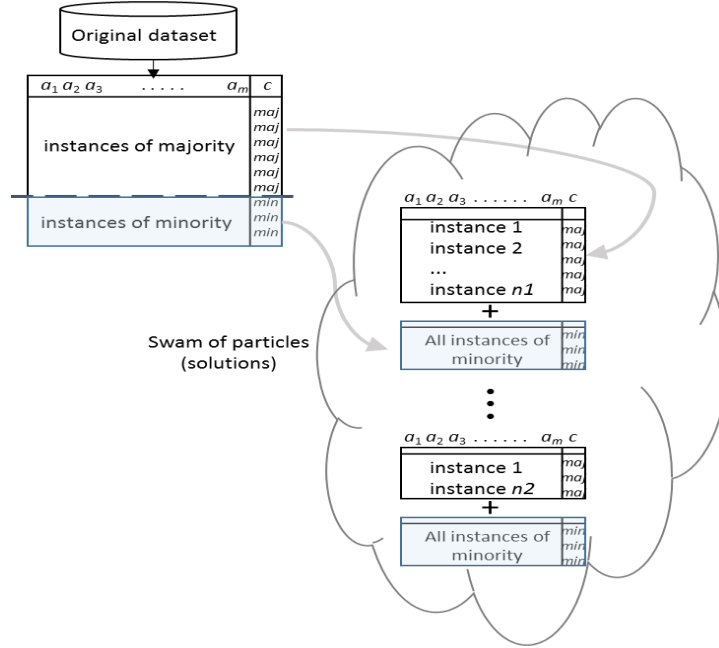 Original dataset
a1 a2 a3 ..... am c
maj
maj
instances of majority maj
maj
maj
maj
min
instances of minority min
min
a1 a2 a3 ...... am c
instance 1 maj
instance 2 maj
... maj
maj
instance n1 maj
+
Swam of particles
(solutions)
All instances of min
minority min
min
a1 a2 a3 ...... am c
instance 1 maj
maj
instance n2 maj
+
All instances of min
minority min
min